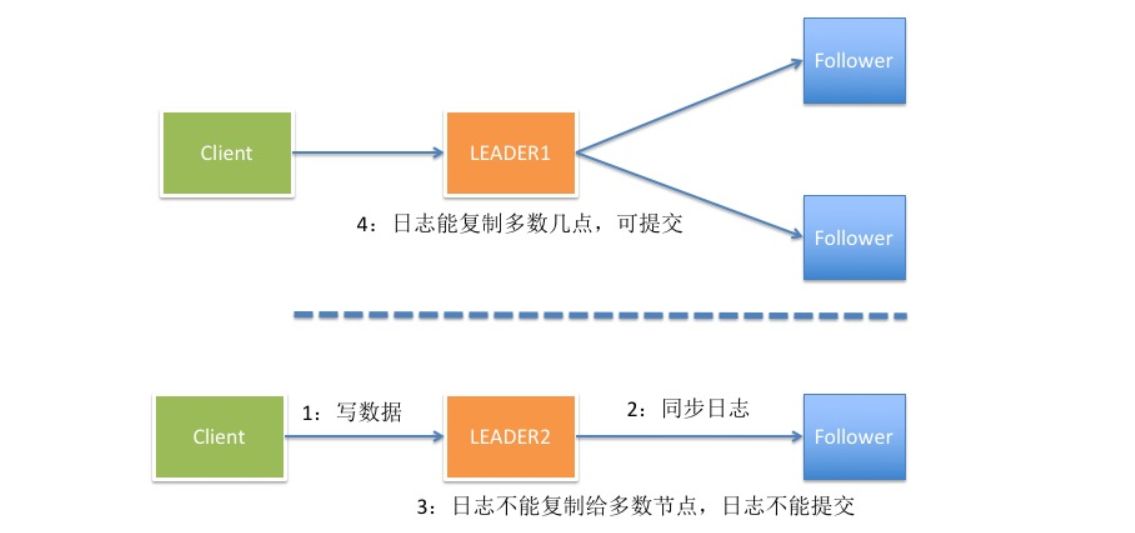 Follower
Client
LEADER1
4：日志能复制多数几点，可提交
Follower
Client
1：写数据
LEADER2
2：同步日志
Follower
3：日志不能复制给多数节点，日志不能提交